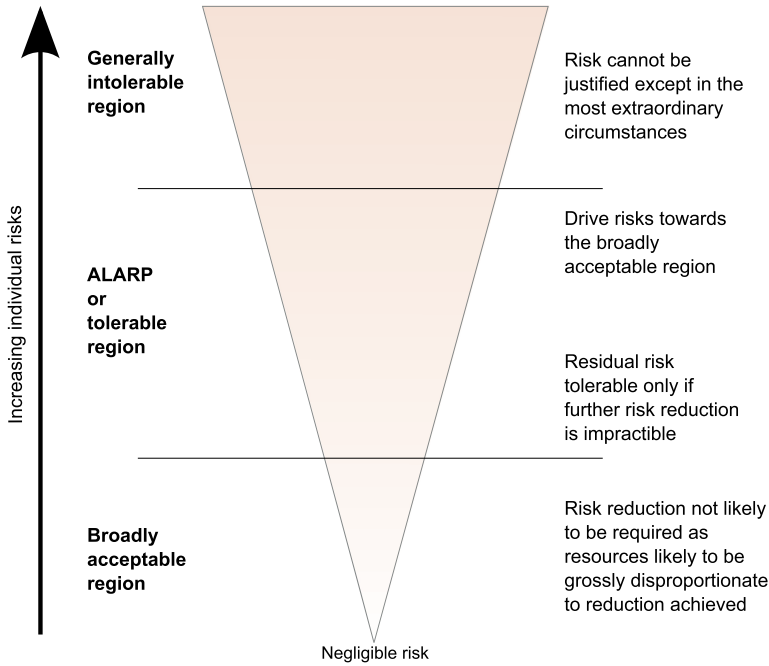 Generally
intolerable
region
Risk cannot be
justified except in the
most extraordinary
circumstances
Increasing individual risks
ALARP
or
tolerable
region
Drive risks towards
the broadly
acceptable region
Residual risk
tolerable only if
further risk reduction
is impractible
Broadly
acceptable
region
Risk reduction not likely
to be required as
resources likely to be
grossly disproportionate
to reduction achieved
Negligible risk